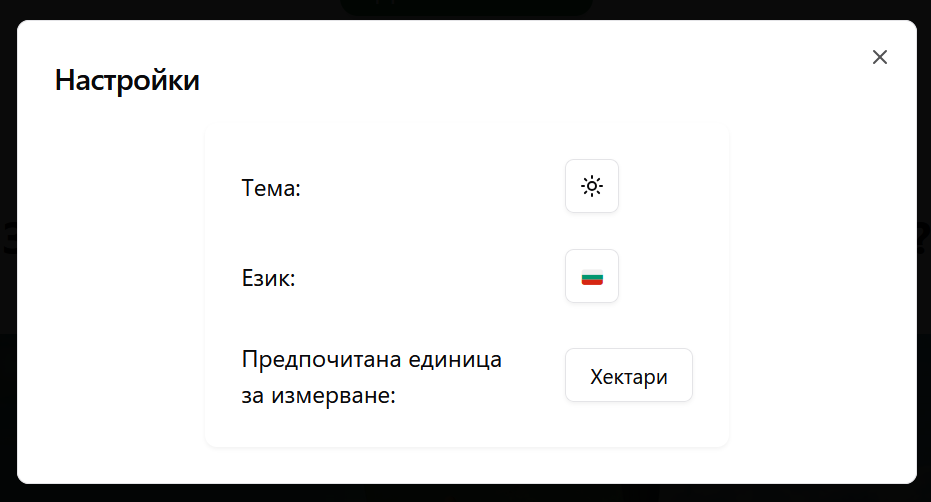 Настройки
Тема:
Език:
Предпочитана единица
за измерване:
Хектари